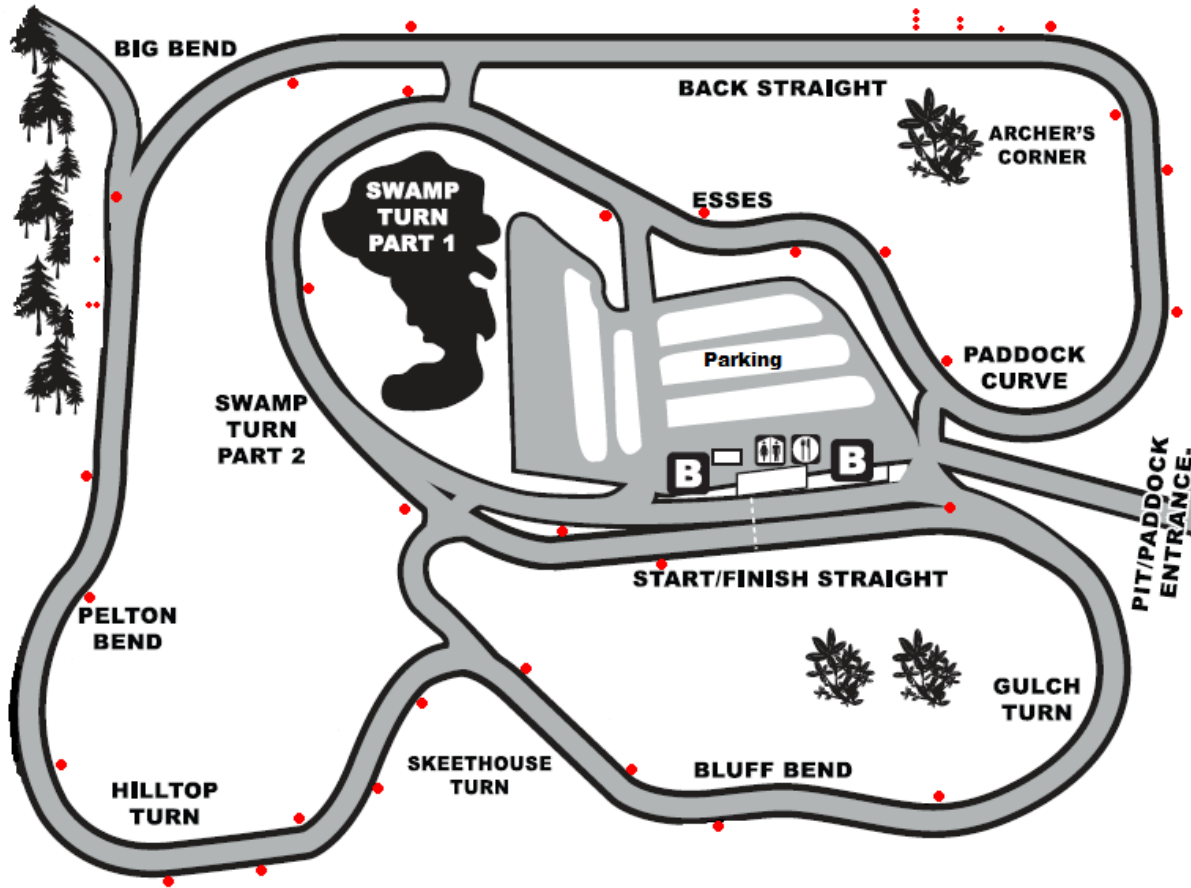 BIG BEND
BACK STRAIGHT
ARCHER'S
CORNER
SWAMP
TURN
PART 1
ESSES
Parking
PADDOCK
CURVE
SWAMP
TURN
PART 2
B
B
PIT/PADDOCK
ENTRANCE
START/FINISH STRAIGHT
PELTON
BEND
GULCH
TURN
SKEETHOUSE
TURN
BLUFF BEND
HILLTOP
TURN